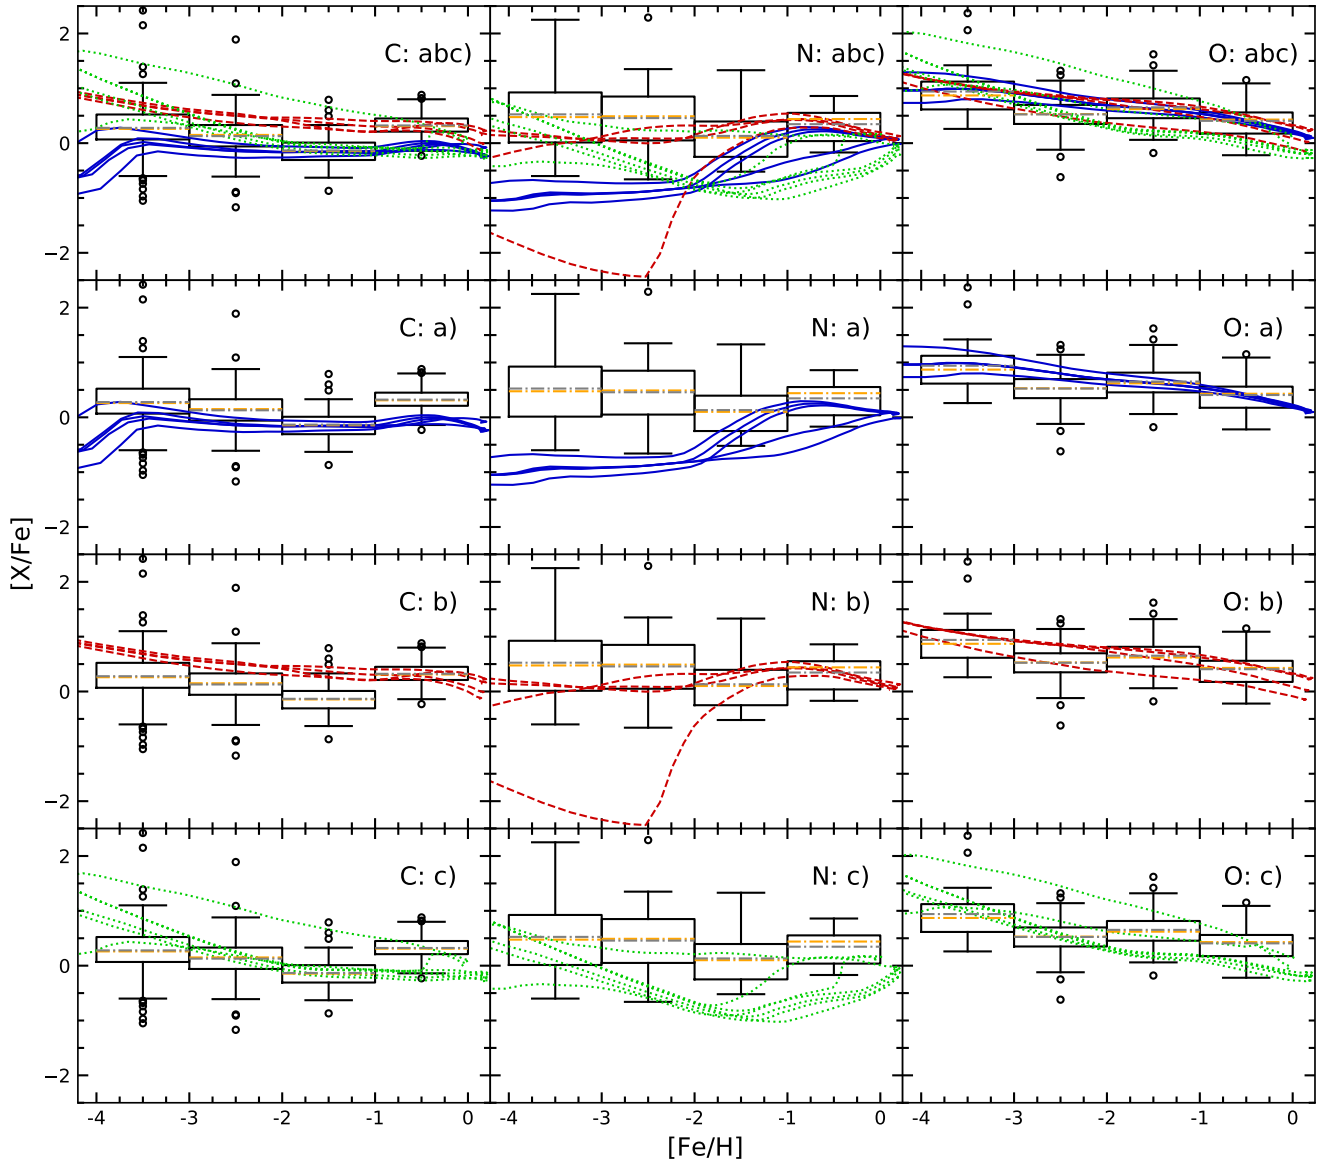 C: abc) N: abc) O: abc)
2
0
−2
C: a) N: a) O: a)
2
0
−2
[X/Fe]
C: b) N: b) O: b)
2
0
−2
C: c) N: c) O: c)
2
0
−2
-4 -3 -2 -1 0 -4 -3 -2 -1 0 -4 -3 -2 -1 0
[Fe/H]